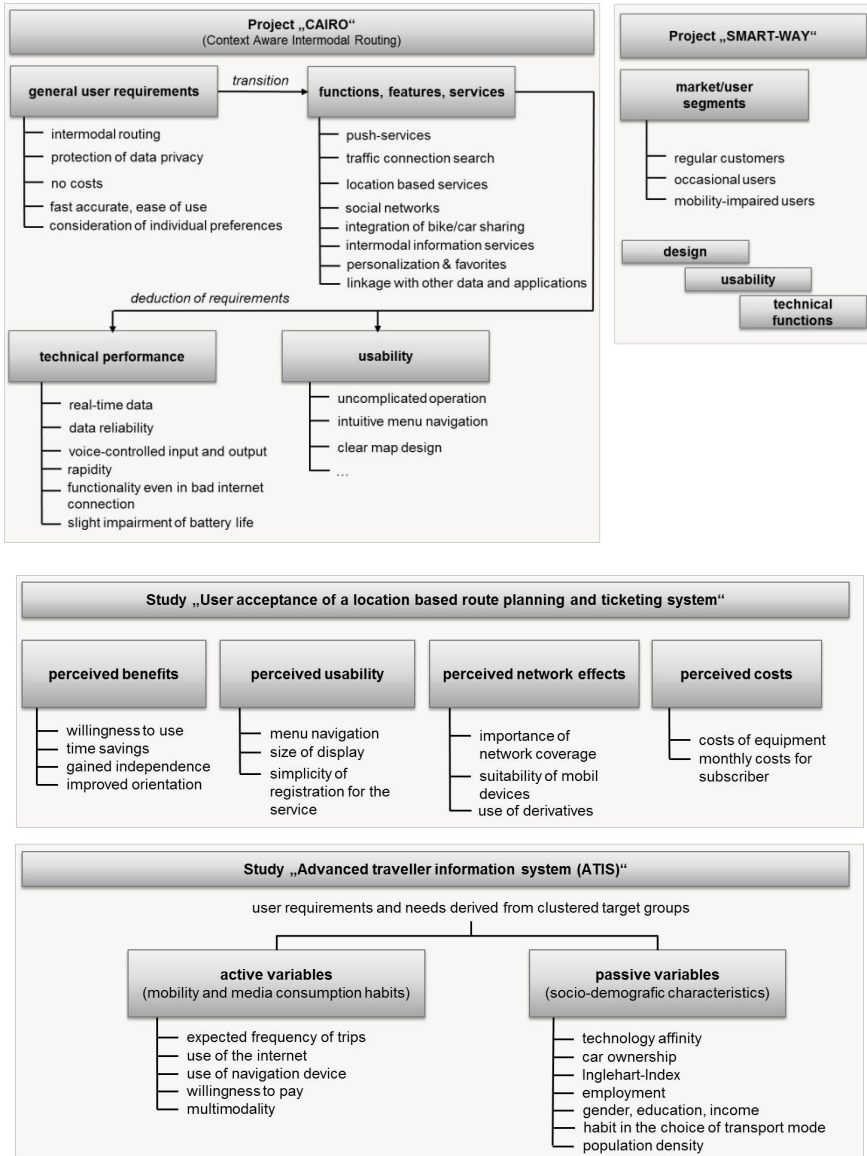 Project „CAIRO“
(Context Aware Intermodal Routing)
general user requirements
transition
functions, features, services
intermodal routing
protection of data privacy
no costs
fast accurate, ease of use
consideration of individual preferences
push-services
traffic connection search
location based services
social networks
integration of bike/car sharing
intermodal information services
personalization & favorites
linkage with other data and applications
deduction of requirements
technical performance
usability
real-time data
data reliability
voice-controlled input and output
rapidity
functionality even in bad internet
connection
slight impairment of battery life
uncomplicated operation
intuitive menu navigation
clear map design
...
Project „SMART-WAY“
market/user
segments
regular customers
occasional users
mobility-impaired users
design
usability
technical
functions
Study „User acceptance of a location based route planning and ticketing system“
perceived benefits
perceived usability
perceived network effects
perceived costs
willingness to use
time savings
gained independence
improved orientation
menu navigation
size of display
simplicity of
registration for the
service
importance of
network coverage
suitability of mobil
devices
use of derivatives
costs of equipment
monthly costs for
subscriber
Study „Advanced traveller information system (ATIS)“
user requirements and needs derived from clustered target groups
active variables
(mobility and media consumption habits)
passive variables
(socio-demografic characteristics)
expected frequency of trips
use of the internet
use of navigation device
willingness to pay
multimodality
technology affinity
car ownership
Inglehart-Index
employment
gender, education, income
habit in the choice of transport mode
population density